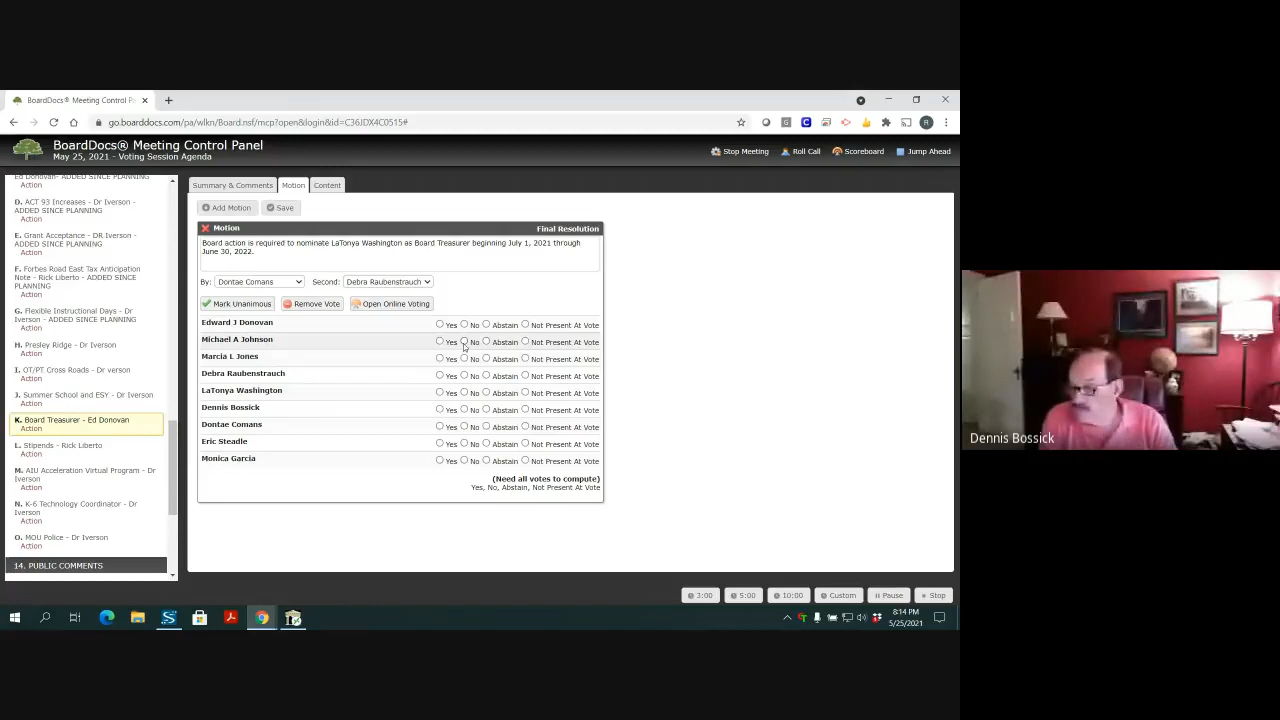 BoardDocs® Meeting Control P
go.boarddocs.com/pa/wlkn/Board.nsf/mcp?open&login&id=C36JDX4C0515#
BoardDocs® Meeting Control Panel
May 25, 2021 - Voting Session Agenda
Stop Meeting
Roll Call
Scoreboard
Jump Ahead
Ed Donovan- ADDED SINCE PLANNING
Action
D. ACT 93 Increases - Dr Iverson -
ADDED SINCE PLANNING
Action
E. Grant Acceptance - DR Iverson -
ADDED SINCE PLANNING
Action
F. Forbes Road East Tax Anticipation
Note - Rick Liberto - ADDED SINCE
PLANNING
Action
G. Flexible Instructional Days - Dr
Iverson - ADDED SINCE PLANNING
Action
H. Presley Ridge - Dr Iverson
Action
I. OT/PT Cross Roads - Dr verson
Action
J. Summer School and ESY - Dr Iverson
Action
K. Board Treasurer - Ed Donovan
Action
L. Stipends - Rick Liberto
Action
M. AIU Acceleration Virtual Program - Dr
Iverson
Action
N. K-6 Technology Coordinator - Dr
Iverson
Action
O. MOU Police - Dr Iverson
Action
14. PUBLIC COMMENTS
Summary & Comments
Motion
Content
Add Motion
Save
Motion
Final Resolution
Board action is required to nominate LaTonya Washington as Board Treasurer beginning July 1, 2021 through
June 30, 2022.
By: Dontae Comans Second: Debra Raubenstrauch
Mark Unanimous
Remove Vote
Open Online Voting
Edward J Donovan Yes No Abstain Not Present At Vote
Michael A Johnson Yes No Abstain Not Present At Vote
Marcia L Jones Yes No Abstain Not Present At Vote
Debra Raubenstrauch Yes No Abstain Not Present At Vote
LaTonya Washington Yes No Abstain Not Present At Vote
Dennis Bossick Yes No Abstain Not Present At Vote
Dontae Comans Yes No Abstain Not Present At Vote
Eric Steadle Yes No Abstain Not Present At Vote
Monica Garcia Yes No Abstain Not Present At Vote
(Need all votes to compute)
Yes, No, Abstain, Not Present At Vote
3:00
5:00
10:00
Custom
Pause
Stop
8:14 PM
5/25/2021
Dennis Bossick